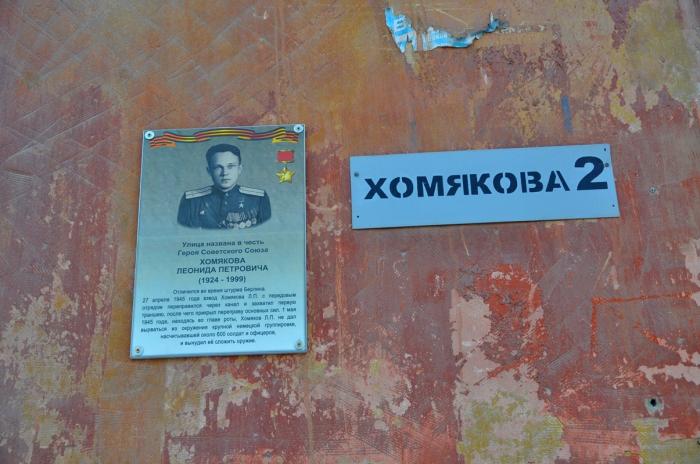 Улица названа в честь
Героя Советского Союза
ХОМЯКОВА
ЛЕОНИДА ПЕТРОВИЧА
(1924 - 1999)
Отличился во время штурма Берлина.
27 апреля 1945 года взвод Хомякова Л.П. с передовым
отрядом переправился через канал и захватил первую
траншею, после чего прикрыл переправу основных сил. 1 мая
1945 года, находясь во главе роты, Хомяков Л.П. не дал
вырваться из окружения крупной немецкой группировке,
насчитывавшей около 600 солдат и офицеров,
и вынудил её сложить оружие.
ХОМЯКОВА 2